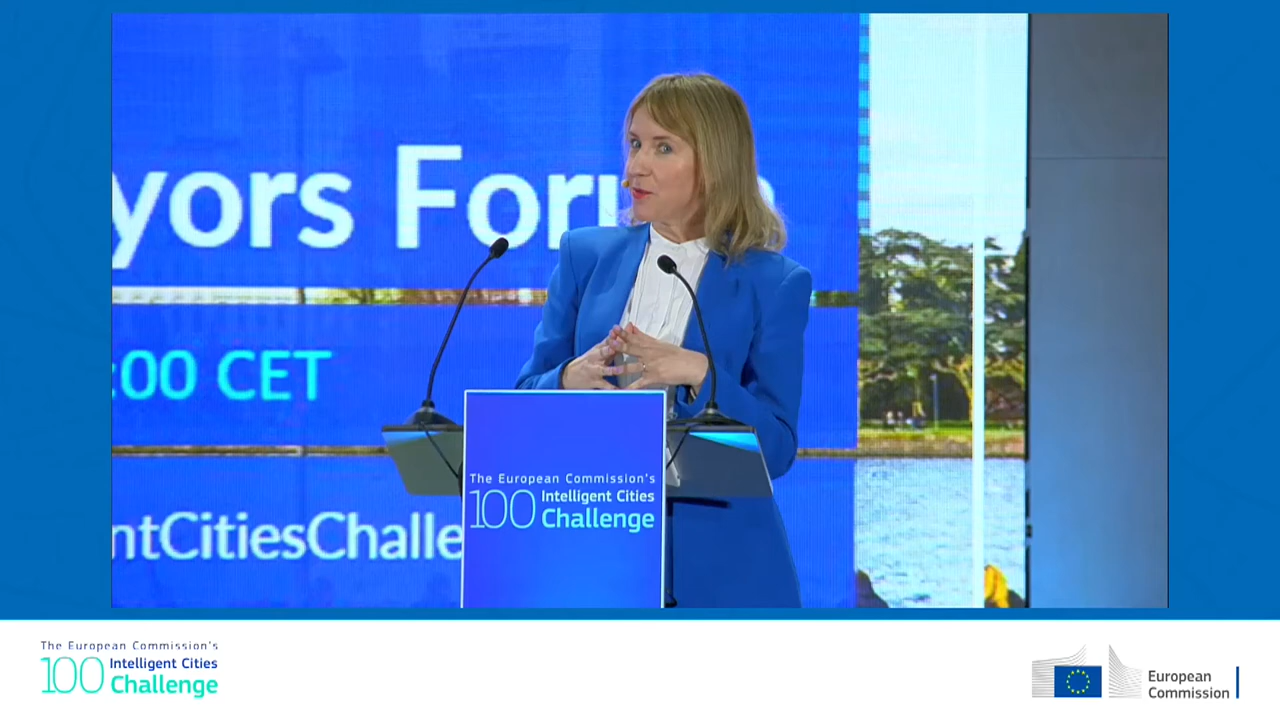 yors Foru
:00 CET
ntCitiesChalle
The European Commission's
100 Intelligent Cities
Challenge
The European Commission's
100 Intelligent Cities
Challenge
European
Commission